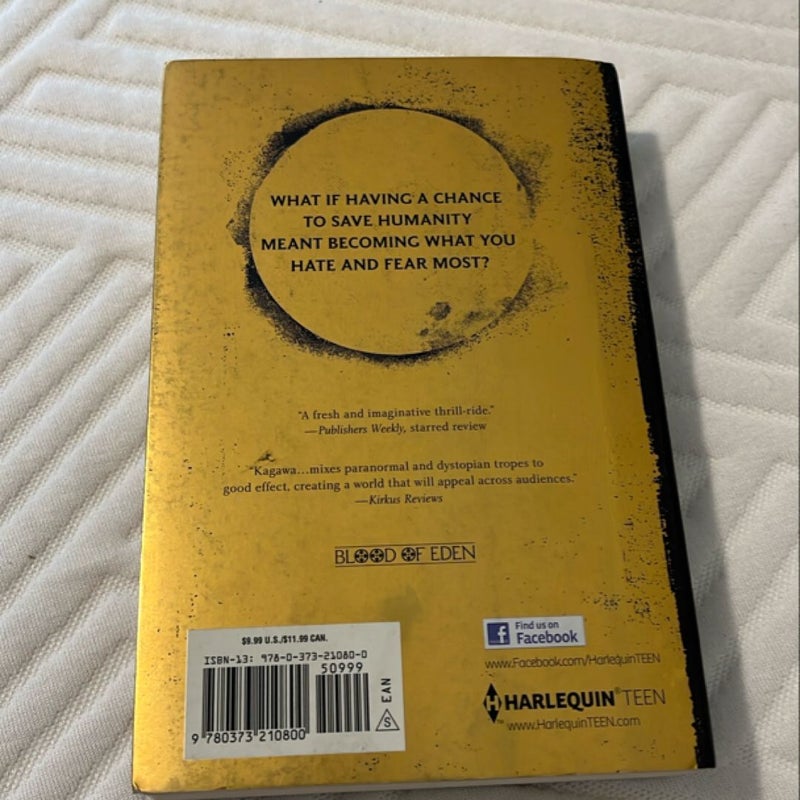 WHAT IF HAVING A CHANCE
TO SAVE HUMANITY
MEANT BECOMING WHAT YOU
HATE AND FEAR MOST?
"A fresh and imaginative thrill-ride."
—Publishers Weekly, starred review
"Kagawa...mixes paranormal and dystopian tropes to
good effect, creating a world that will appeal across audiences."
—Kirkus Reviews
BLOOD OF EDEN
$9.99 U.S./$11.99 CAN.
ISBN-13: 978-0-373-21080-0
50999
EAN
S
9 780373 210800
f Find us on
Facebook
www.Facebook.com/HarlequinTEEN
H HARLEQUIN® TEEN
™ www.HarlequinTEEN.com